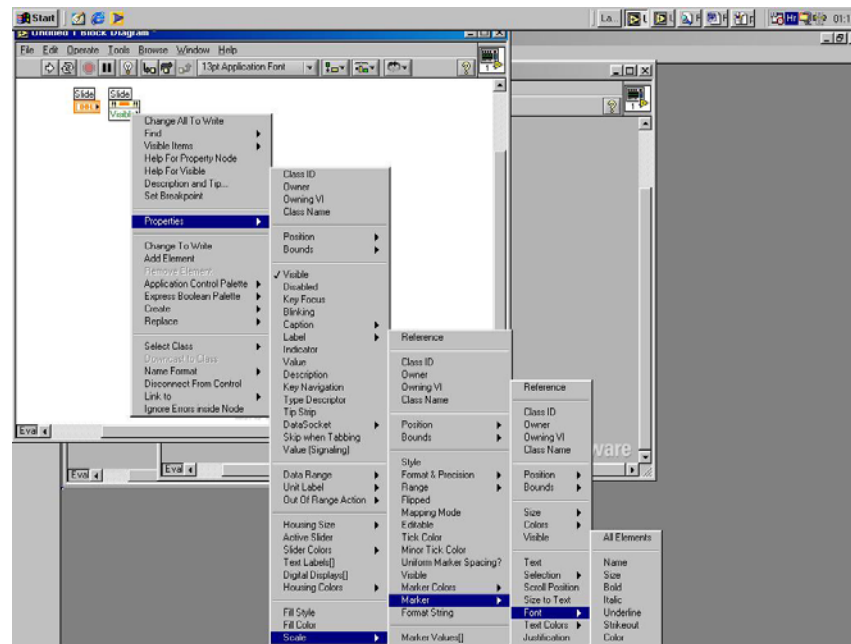 Start
La...
L
L
Hr
01:1
Untitled 1 Block Diagram *
File Edit Operate Tools Browse Window Help
13pt Application Font
1
1
Slide
Slide
DBL
Visible
Change All To Write
Find
Visible Items
Help For Property Node
Help For Visible
Description and Tip...
Set Breakpoint
Properties
Change To Write
Add Element
Remove Element
Application Control Palette
Express Boolean Palette
Create
Replace
Select Class
Downcast to Class
Name Format
Disconnect From Control
Link to
Ignore Errors inside Node
Class ID
Owner
Owning VI
Class Name
Position
Bounds
Visible
Disabled
Key Focus
Blinking
Caption
Label
Indicator
Value
Description
Key Navigation
Type Descriptor
Tip Strip
DataSocket
Skip when Tabbing
Value (Signaling)
Data Range
Unit Label
Out Of Range Action
Housing Size
Active Slider
Slider Colors
Text Labels[]
Digital Displays[]
Housing Colors
Fill Style
Fill Color
Scale
Reference
Class ID
Owner
Owning VI
Class Name
Position
Bounds
Style
Format & Precision
Range
Flipped
Mapping Mode
Editable
Tick Color
Minor Tick Color
Uniform Marker Spacing?
Visible
Marker Colors
Marker
Format String
Marker Values[]
Reference
Class ID
Owner
Owning VI
Class Name
Position
Bounds
Size
Colors
Visible
Text
Selection
Scroll Position
Size to Text
Font
Text Colors
Justification
All Elements
Name
Size
Bold
Italic
Underline
Strikeout
Color
ware
Eval
Eval
Eval